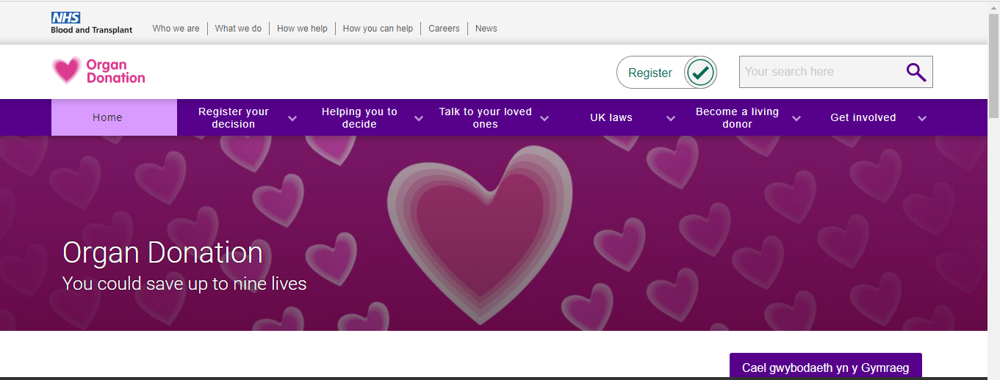 NHS
Blood and Transplant
Who we are
What we do
How we help
How you can help
Careers
News
Organ
Donation
Register
Your search here
Home
Register your
decision
Helping you to
decide
Talk to your loved
ones
UK laws
Become a living
donor
Get involved
Organ Donation
You could save up to nine lives
Cael gwybodaeth yn y Gymraeg